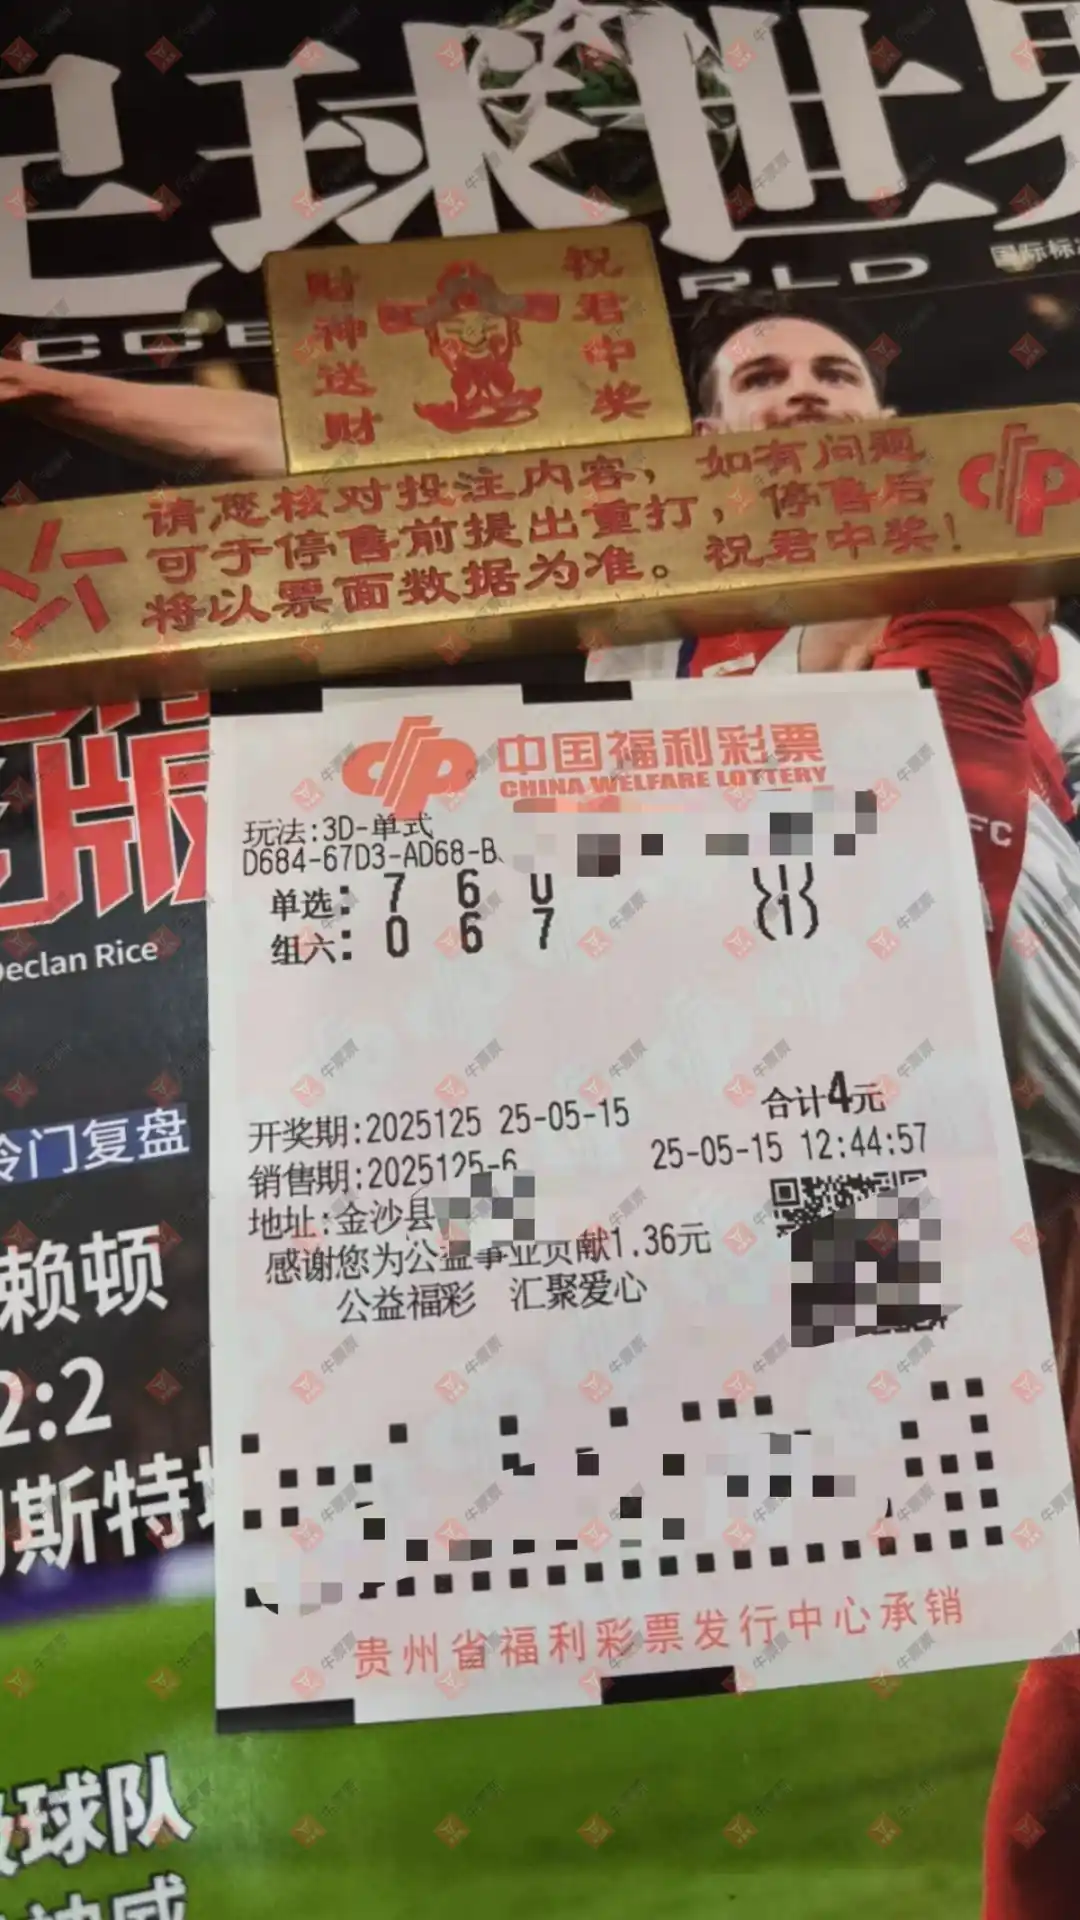 足球世界
国际标准
CCE
RLD
财神送财
祝君中奖
请您核对投注内容，如有问题
可于停售前提出重打，停售后
将以票面数据为准。祝君中奖！
版
Declan Rice
FC
冷门复盘
赖顿
2:2
斯特
球队
中国福利彩票
CHINA WELFARE LOTTERY
玩法:3D-单式
D684-67D3-AD68-B
单选: 7 6 0 (1)
组六: 0 6 7 (1)
合计4元
开奖期:2025125 25-05-15
销售期:2025125-6 25-05-15 12:44:57
地址:金沙县
感谢您为公益事业贡献1.36元
公益福彩 汇聚爱心
贵州省福利彩票发行中心承销
牛票票